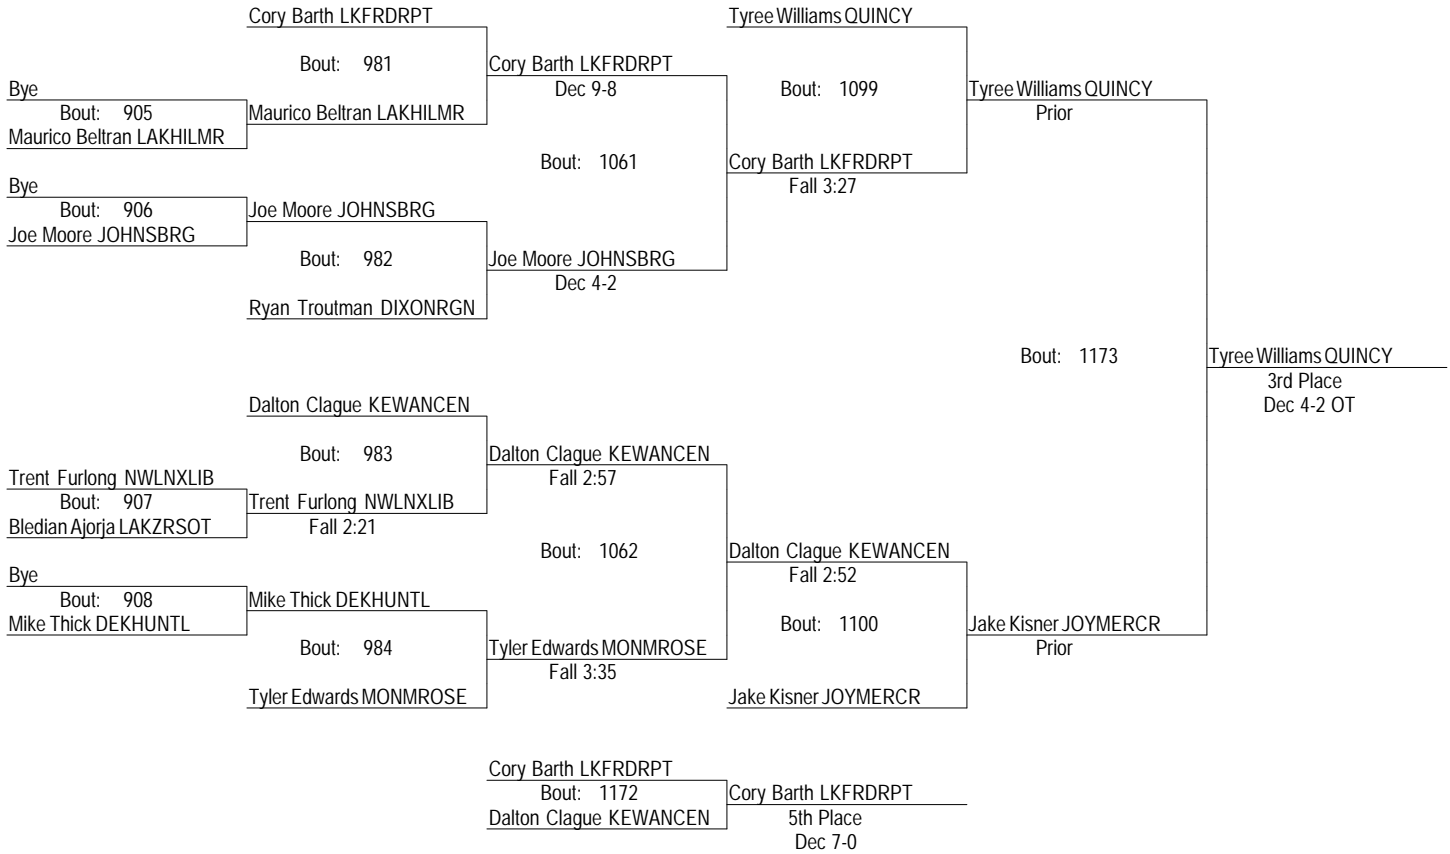 Cory Barth LKFRDRPT
Tyree Williams QUINCY
Bout: 981
Cory Barth LKFRDRPT
Dec 9-8
Bye
Bout: 905
Maurico Beltran LAKHILMR
Maurico Beltran LAKHILMR
Bout: 1099
Tyree Williams QUINCY
Prior
Bout: 1061
Cory Barth LKFRDRPT
Fall 3:27
Bye
Bout: 906
Joe Moore JOHNSBRG
Joe Moore JOHNSBRG
Bout: 982
Joe Moore JOHNSBRG
Dec 4-2
Ryan Troutman DIXONRGN
Bout: 1173
Tyree Williams QUINCY
3rd Place
Dec 4-2 OT
Dalton Clague KEWANCEN
Bout: 983
Dalton Clague KEWANCEN
Fall 2:57
Trent Furlong NWLNXLIB
Bout: 907
Bledian Ajorja LAKZRSOT
Trent Furlong NWLNXLIB
Fall 2:21
Bout: 1062
Dalton Clague KEWANCEN
Fall 2:52
Bye
Bout: 908
Mike Thick DEKHUNTL
Mike Thick DEKHUNTL
Bout: 984
Tyler Edwards MONMROSE
Fall 3:35
Bout: 1100
Jake Kisner JOYMERCR
Prior
Tyler Edwards MONMROSE
Jake Kisner JOYMERCR
Cory Barth LKFRDRPT
Bout: 1172
Dalton Clague KEWANCEN
Cory Barth LKFRDRPT
5th Place
Dec 7-0